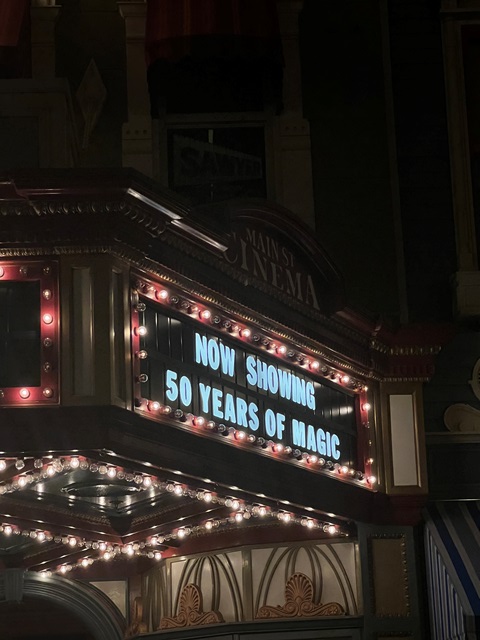 MAIN ST
CINEMA
NOW SHOWING
50 YEARS OF MAGIC